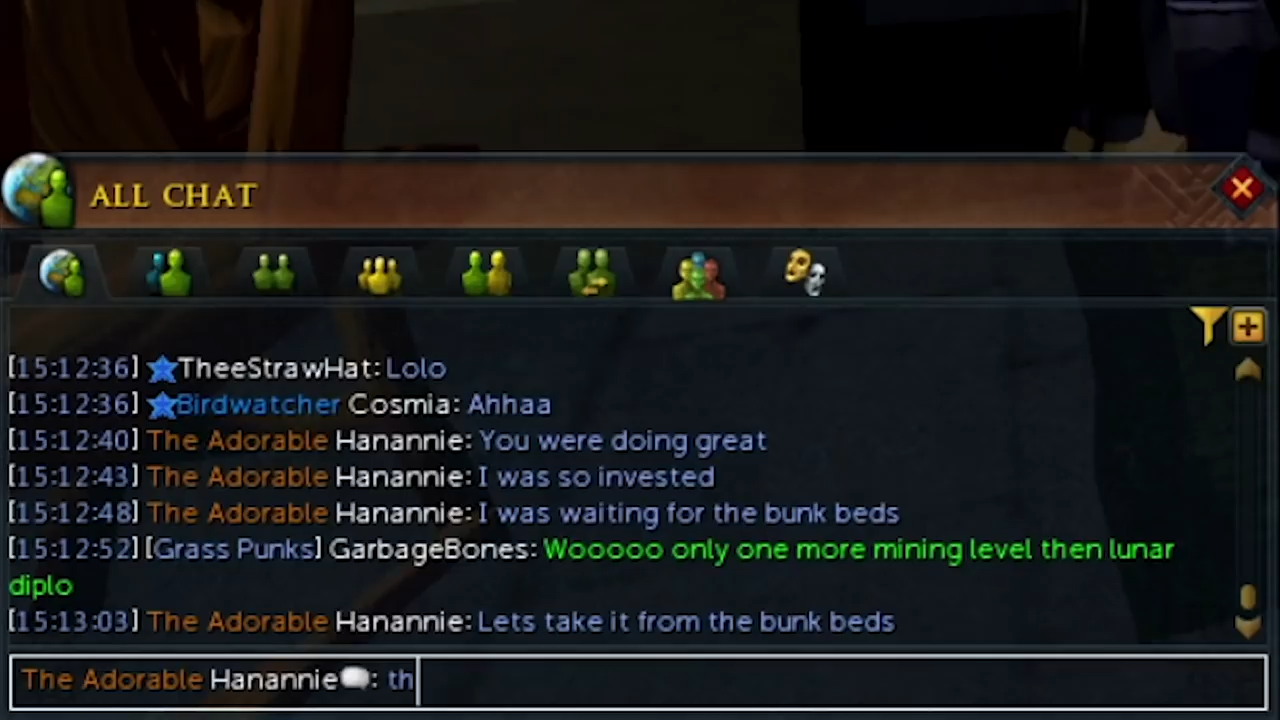 ALL CHAT
[15:12:36] TheeStrawHat: Lolo
[15:12:36] Birdwatcher Cosmia: Ahhaa
[15:12:40] The Adorable Hanannie: You were doing great
[15:12:43] The Adorable Hanannie: I was so invested
[15:12:48] The Adorable Hanannie: I was waiting for the bunk beds
[15:12:52] [Grass Punks] GarbageBones: Wooooo only one more mining level then lunar
diplo
[15:13:03] The Adorable Hanannie: Lets take it from the bunk beds
The Adorable Hanannie: th